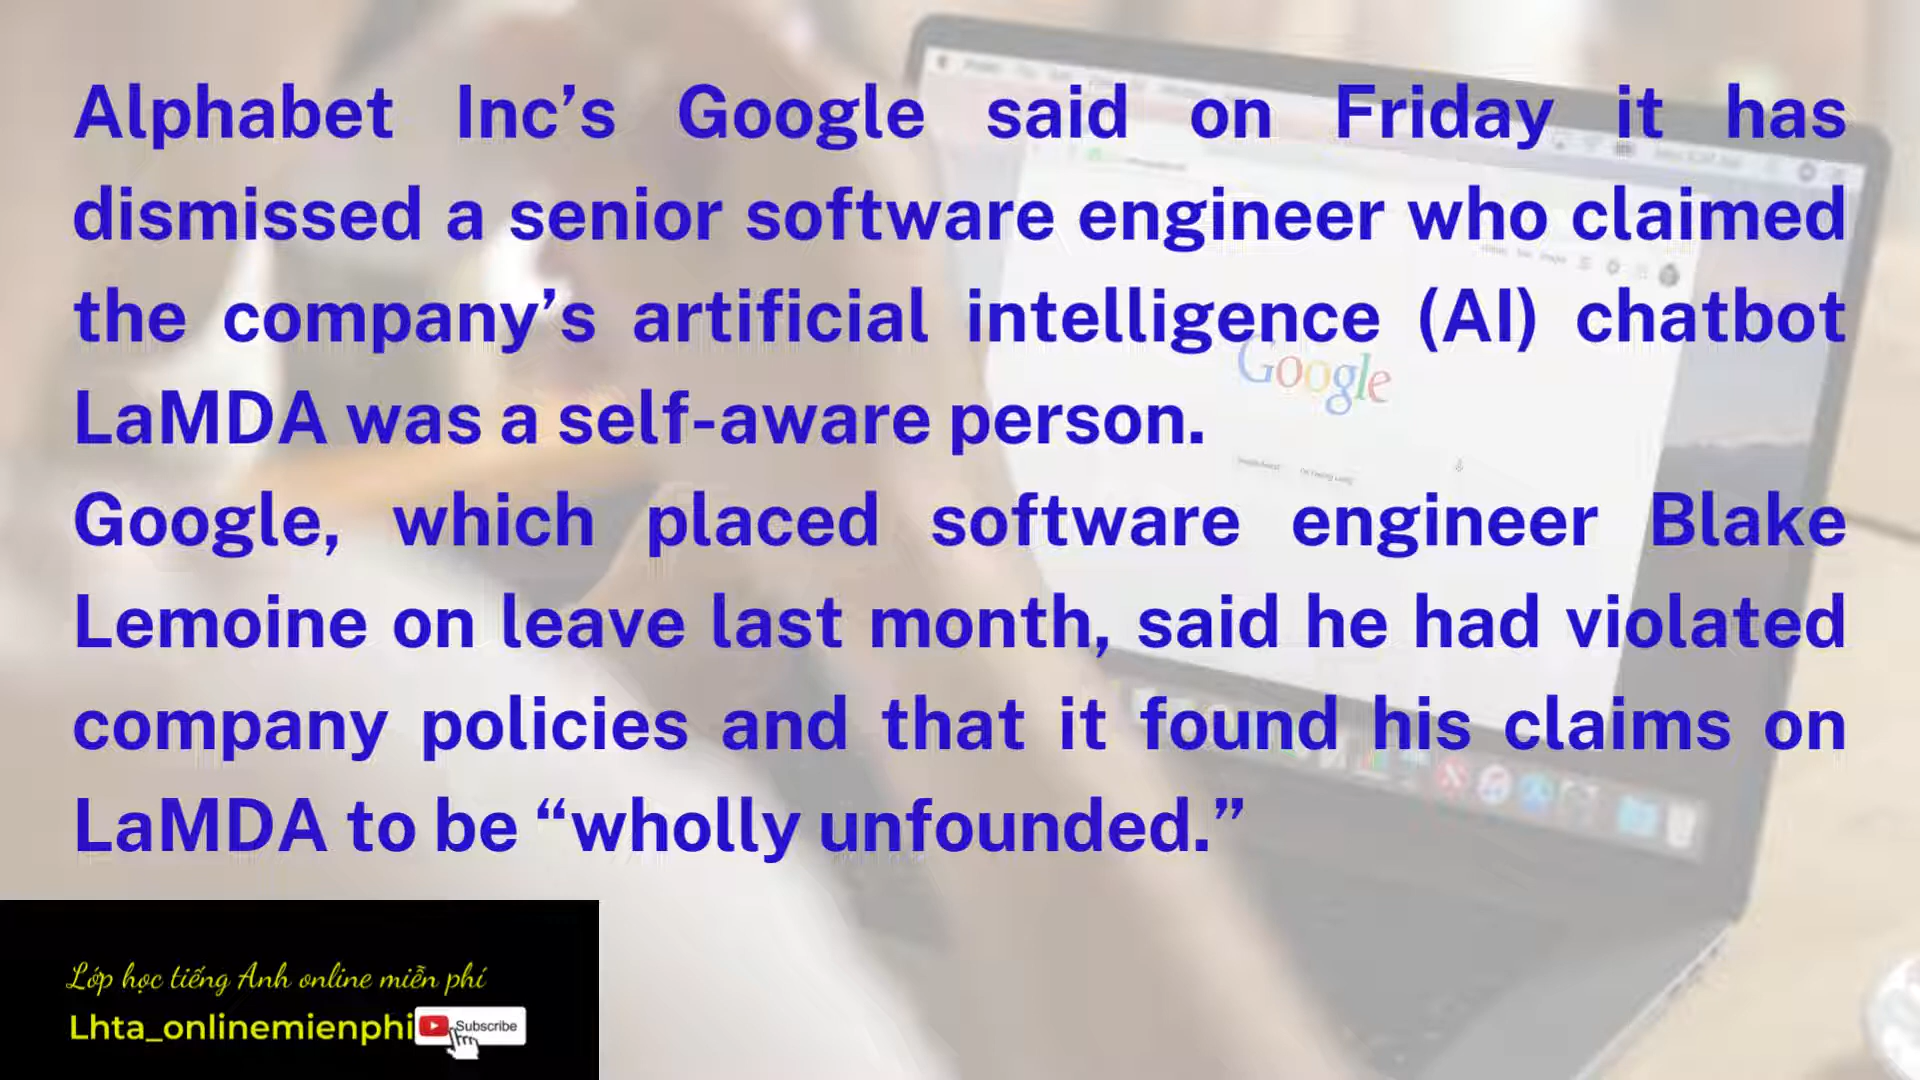 Alphabet Inc’s Google said on Friday it has
dismissed a senior software engineer who claimed
the company’s artificial intelligence (AI) chatbot
LaMDA was a self-aware person.
Google, which placed software engineer Blake
Lemoine on leave last month, said he had violated
company policies and that it found his claims on
LaMDA to be “wholly unfounded.”
Google
Lớp học tiếng Anh online miễn phí
Lhta_onlinemienphi
Subscribe